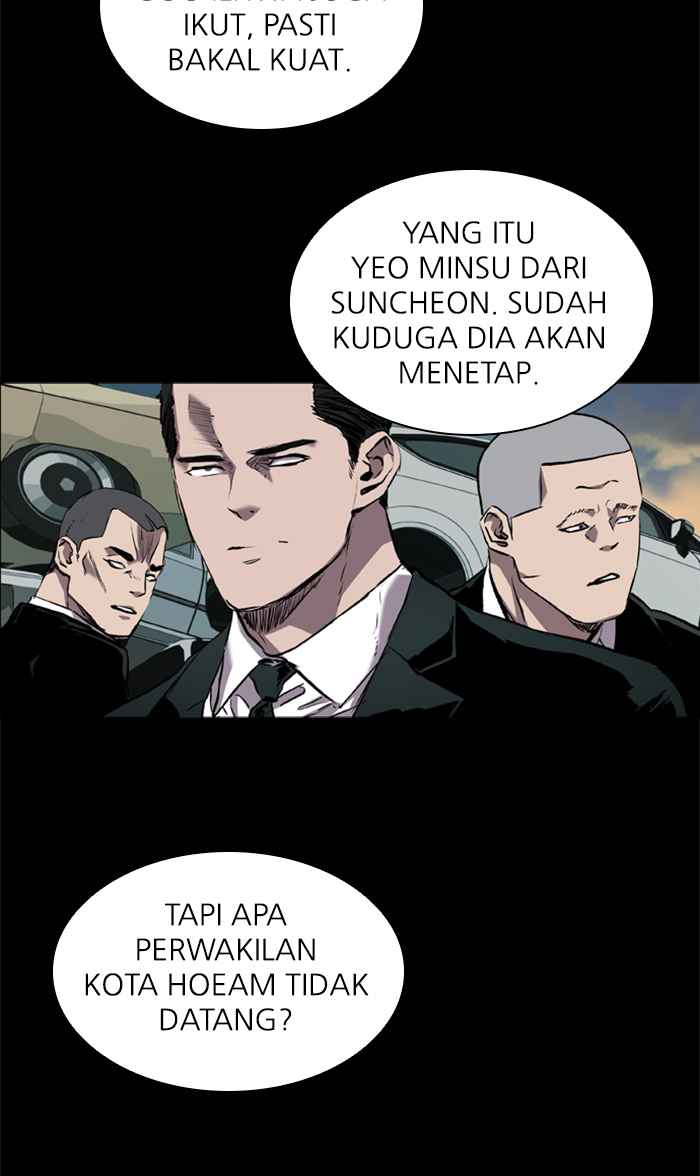 IKUT, PASTI
BAKAL KUAT.
YANG ITU
YEO MINSU DARI
SUNCHEON. SUDAH
KUDUGA DIA AKAN
MENETAP.
TAPI APA
PERWAKILAN
KOTA HOEAM TIDAK
DATANG?